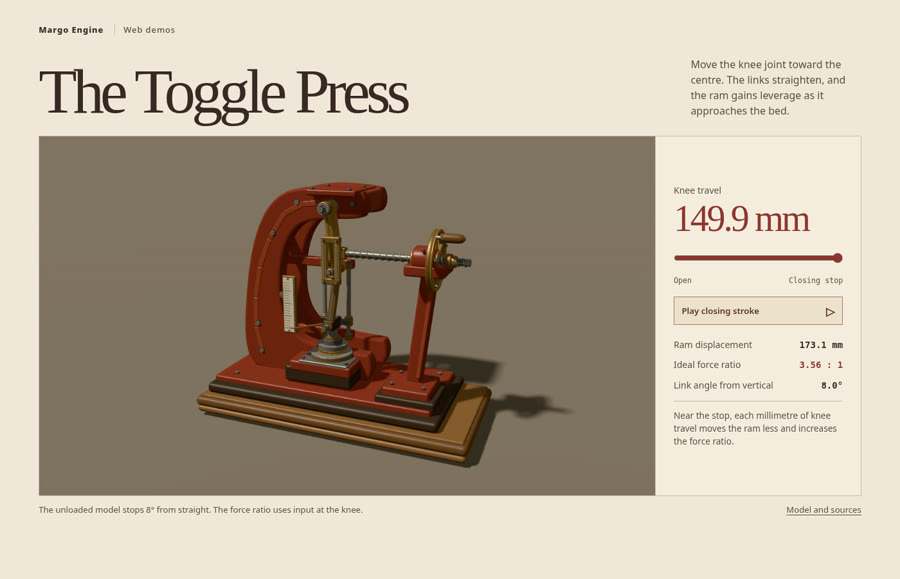 Margo Engine
Web demos
The Toggle Press
Move the knee joint toward the
centre. The links straighten, and
the ram gains leverage as it
approaches the bed.
Knee travel
149.9 mm
Open
Closing stop
Play closing stroke
Ram displacement 173.1 mm
Ideal force ratio 3.56 : 1
Link angle from vertical 8.0°
Near the stop, each millimetre of knee
travel moves the ram less and increases
the force ratio.
The unloaded model stops 8° from straight. The force ratio uses input at the knee.
Model and sources